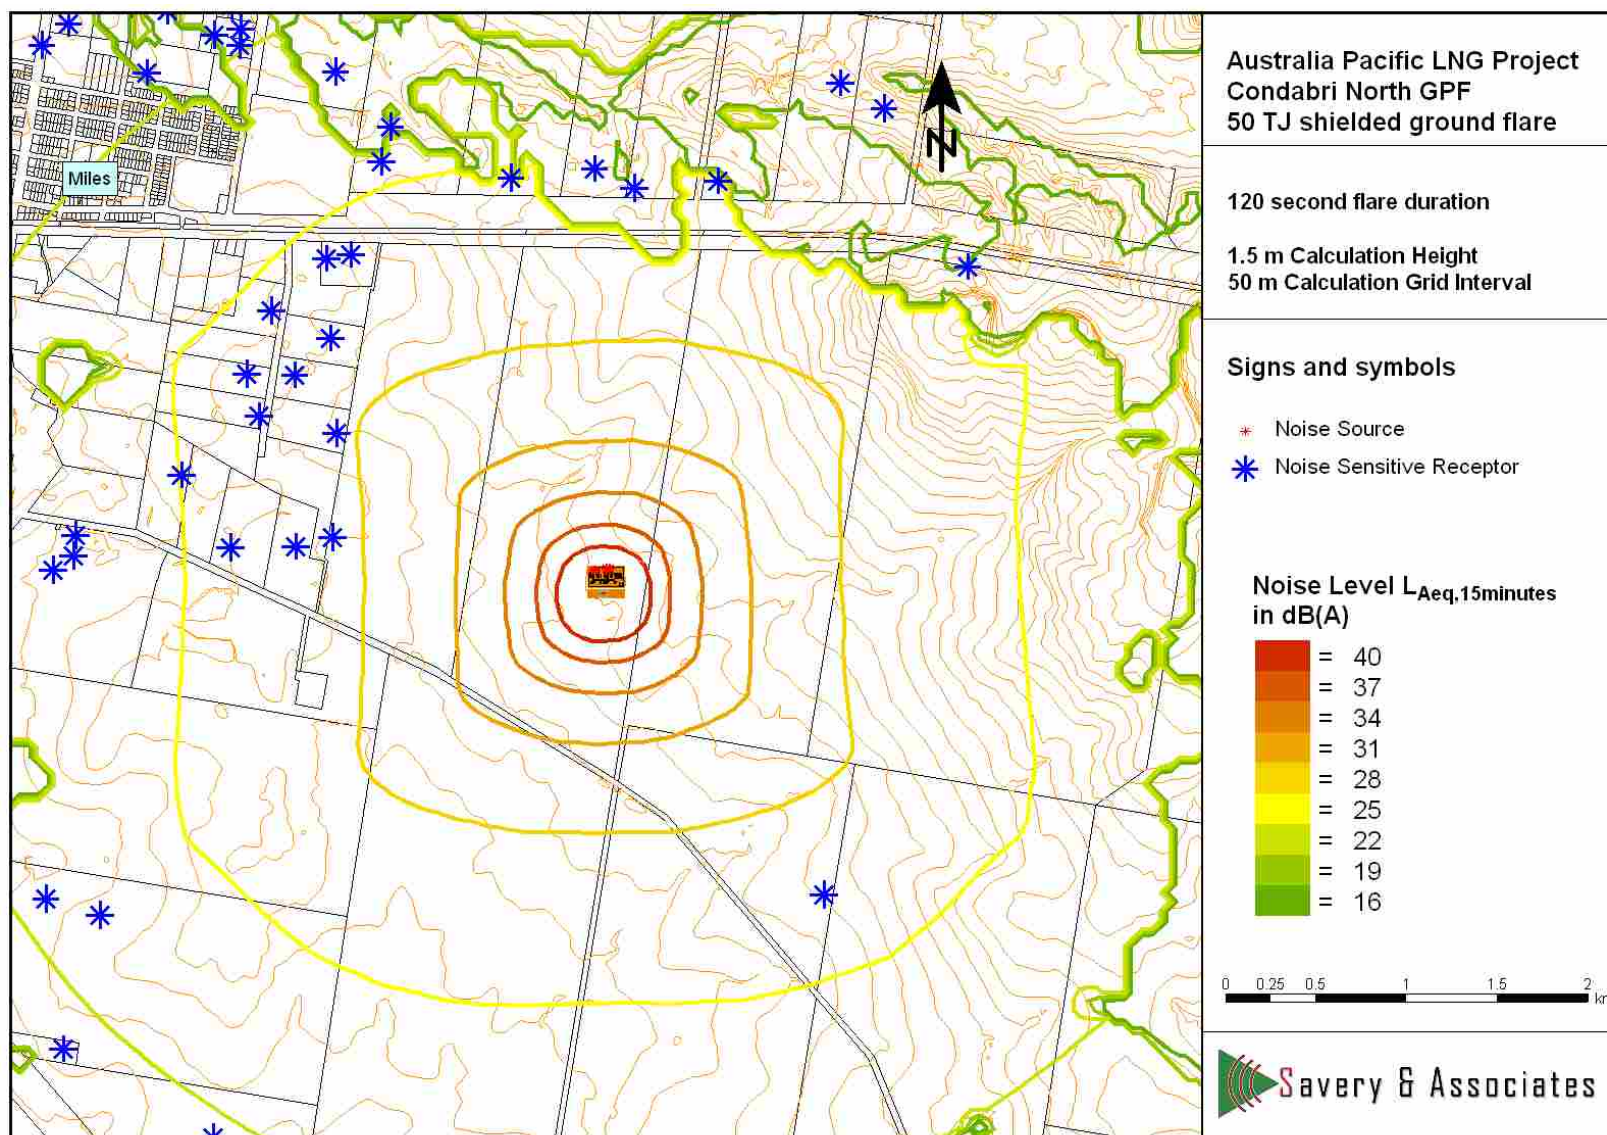 Miles
N
Australia Pacific LNG Project
Condabri North GPF
50 TJ shielded ground flare
120 second flare duration
1.5 m Calculation Height
50 m Calculation Grid Interval
Signs and symbols
Noise Source
Noise Sensitive Receptor
Noise Level LAeq,15minutes
in dB(A)
= 40
= 37
= 34
= 31
= 28
= 25
= 22
= 19
= 16
0 0.25 0.5 1 1.5 2
km
Savery & Associates